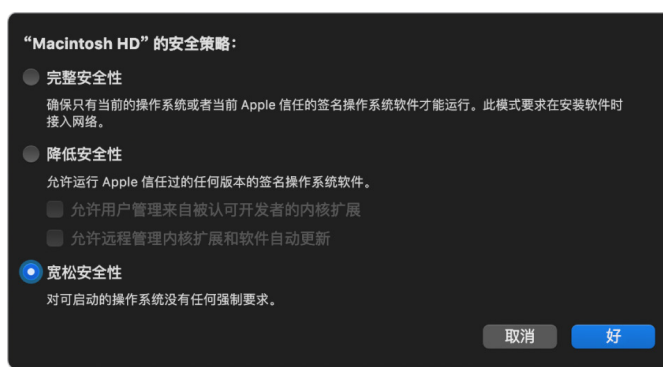 “Macintosh HD”的安全策略：
完整安全性
确保只有当前的操作系统或者当前 Apple 信任的签名操作系统软件才能运行。此模式要求在安装软件时
接入网络。
降低安全性
允许运行 Apple 信任过的任何版本的签名操作系统软件。
允许用户管理来自被认可开发者的内核扩展
允许远程管理内核扩展和软件自动更新
宽松安全性
对可启动的操作系统没有任何强制要求。
取消 好